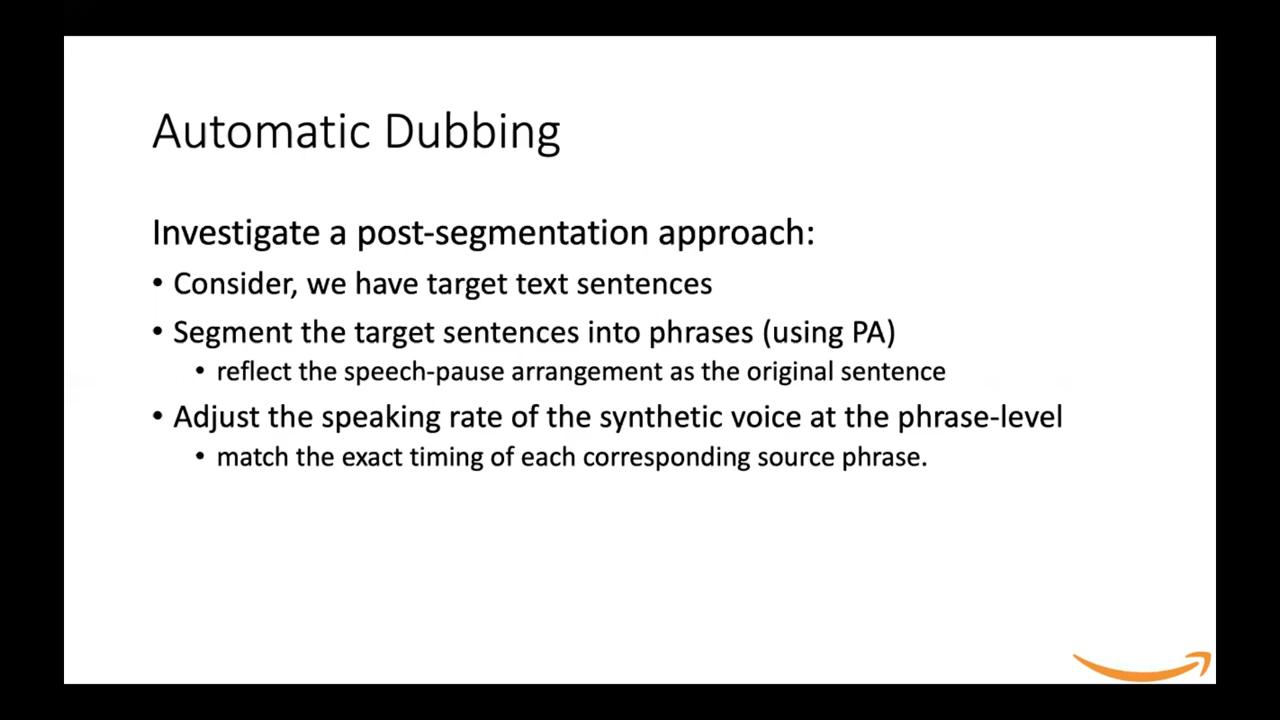 Automatic Dubbing
Investigate a post-segmentation approach:
• Consider, we have target text sentences
• Segment the target sentences into phrases (using PA)
• reflect the speech-pause arrangement as the original sentence
• Adjust the speaking rate of the synthetic voice at the phrase-level
• match the exact timing of each corresponding source phrase.